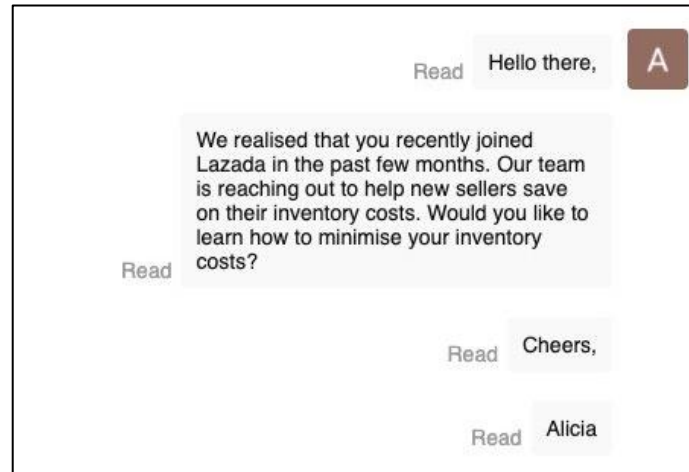 Read
Hello there,
A
We realised that you recently joined
Lazada in the past few months. Our team
is reaching out to help new sellers save
on their inventory costs. Would you like to
learn how to minimise your inventory
costs?
Read
Read
Cheers,
Read
Alicia